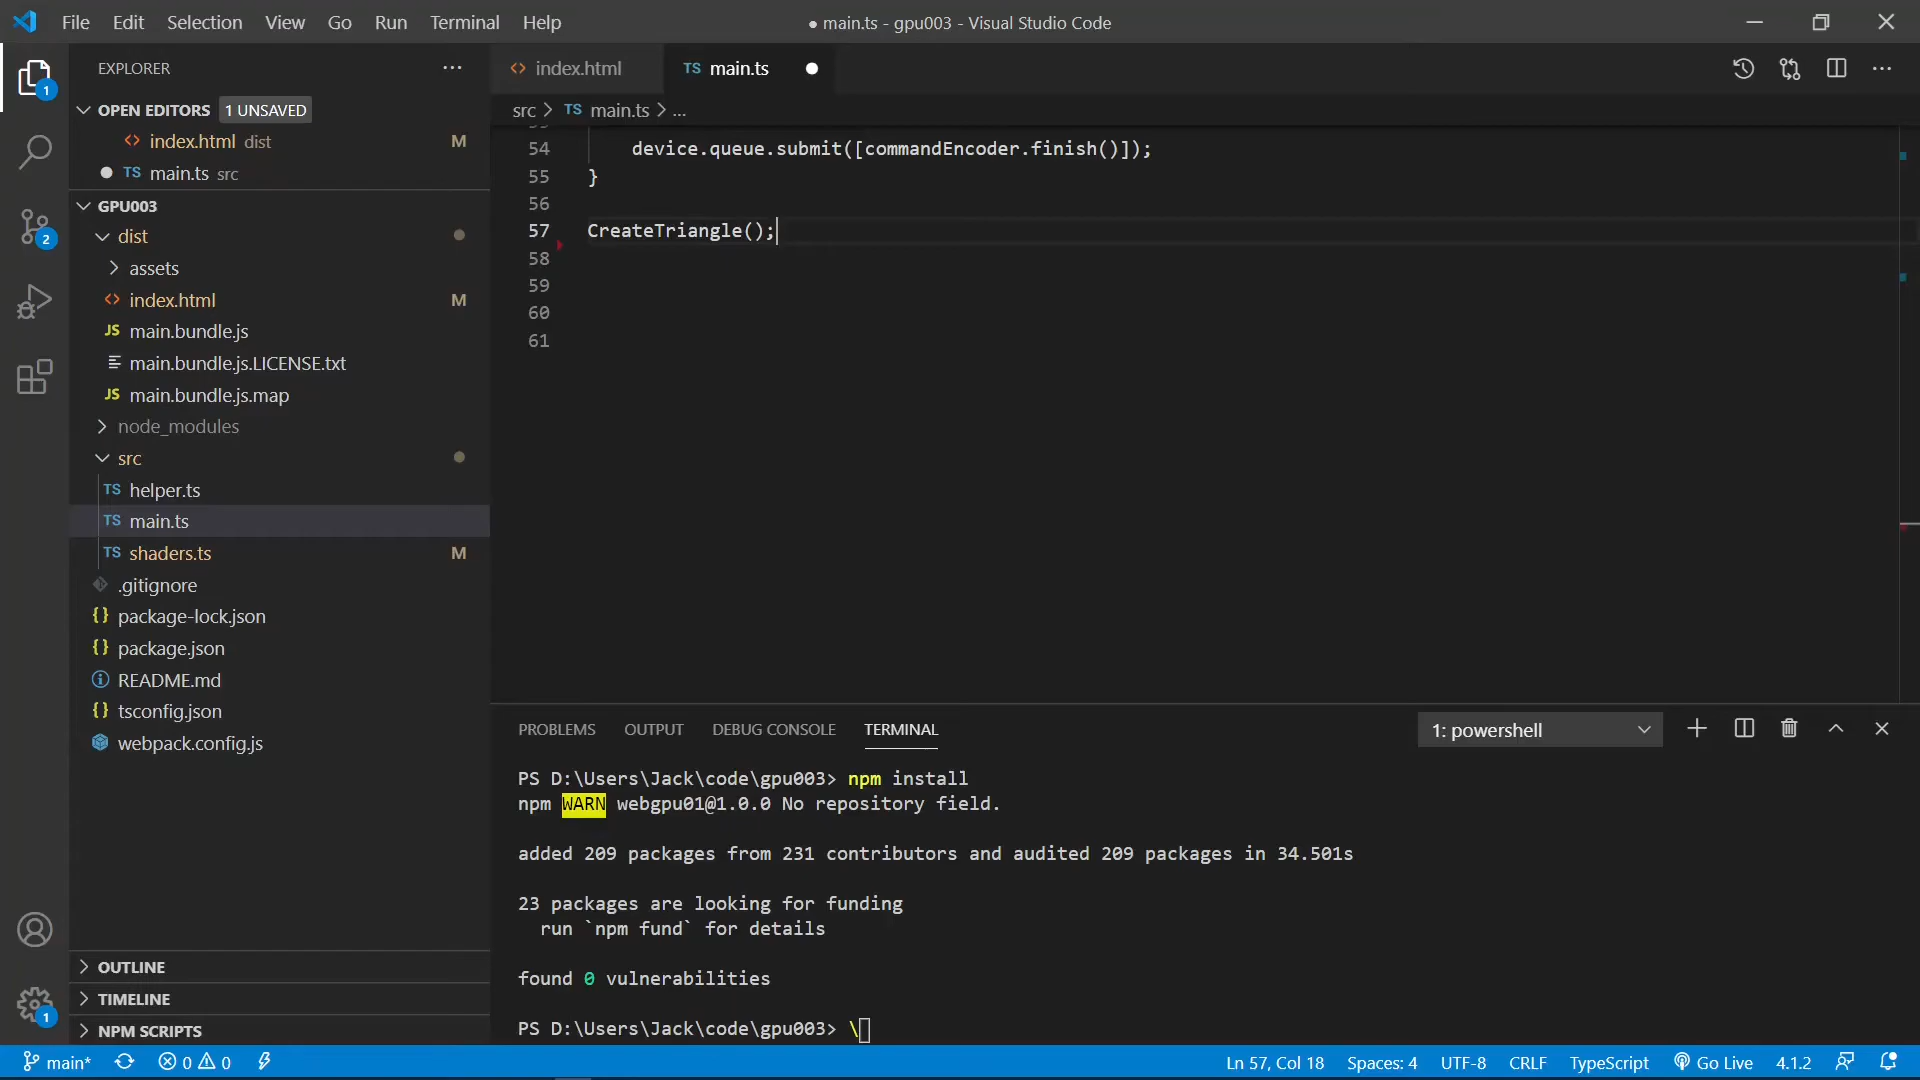 File Edit Selection View Go Run Terminal Help
● main.ts - gpu003 - Visual Studio Code
EXPLORER
OPEN EDITORS 1 UNSAVED
index.html dist M
TS main.ts src
GPU003
dist
assets
index.html M
JS main.bundle.js
main.bundle.js.LICENSE.txt
JS main.bundle.js.map
node_modules
src
TS helper.ts
TS main.ts
TS shaders.ts M
.gitignore
{} package-lock.json
{} package.json
README.md
{} tsconfig.json
webpack.config.js
OUTLINE
TIMELINE
NPM SCRIPTS
1
2
1
<> index.html
TS main.ts
src > TS main.ts > ...
54 device.queue.submit([commandEncoder.finish()]);
55 }
56
57 CreateTriangle();
58
59
60
61
PROBLEMS OUTPUT DEBUG CONSOLE TERMINAL
1: powershell
PS D:\Users\Jack\code\gpu003> npm install
npm WARN webgpu01@1.0.0 No repository field.
added 209 packages from 231 contributors and audited 209 packages in 34.501s
23 packages are looking for funding
run `npm fund` for details
found 0 vulnerabilities
PS D:\Users\Jack\code\gpu003> \
main* 0 0
Ln 57, Col 18 Spaces: 4 UTF-8 CRLF TypeScript Go Live 4.1.2